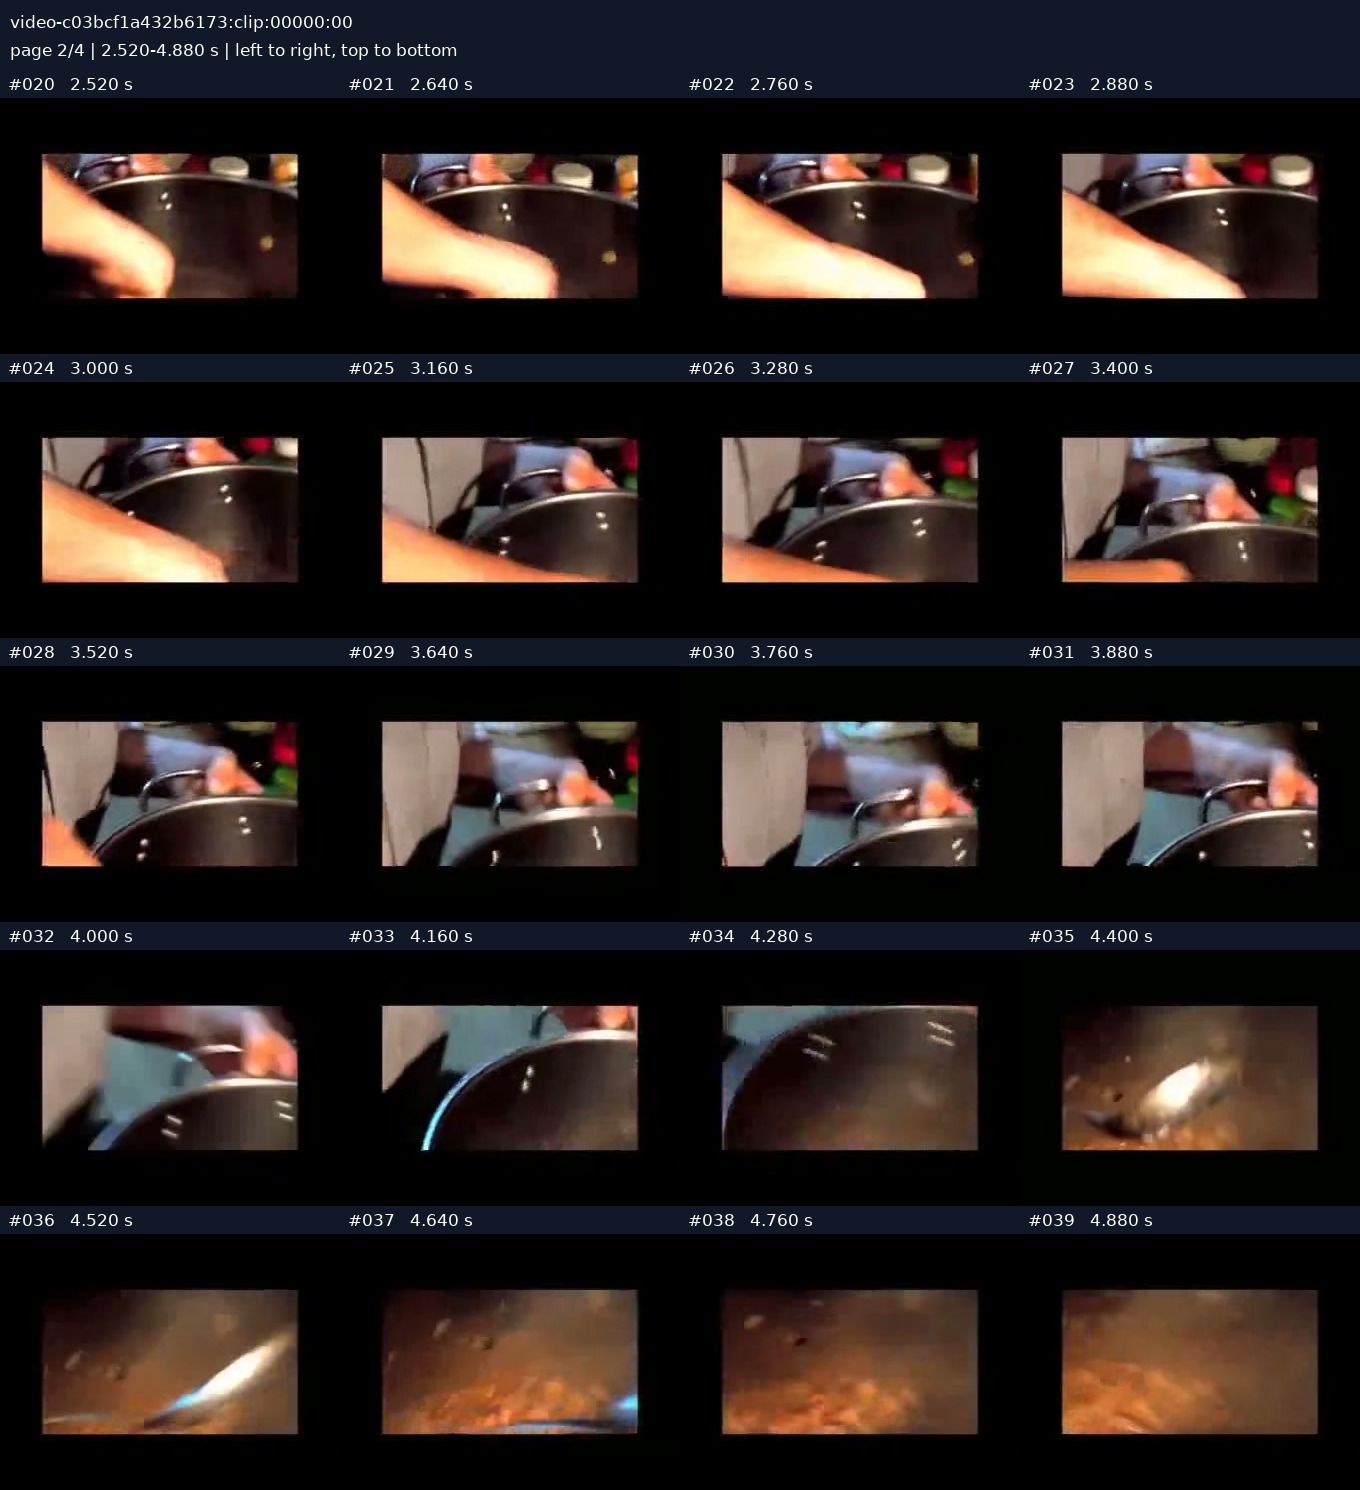 video-c03bcf1a432b6173:clip:00000:00
page 2/4 | 2.520-4.880 s | left to right, top to bottom
#020 2.520 s
#021 2.640 s
#022 2.760 s
#023 2.880 s
#024 3.000 s
#025 3.160 s
#026 3.280 s
#027 3.400 s
#028 3.520 s
#029 3.640 s
#030 3.760 s
#031 3.880 s
#032 4.000 s
#033 4.160 s
#034 4.280 s
#035 4.400 s
#036 4.520 s
#037 4.640 s
#038 4.760 s
#039 4.880 s